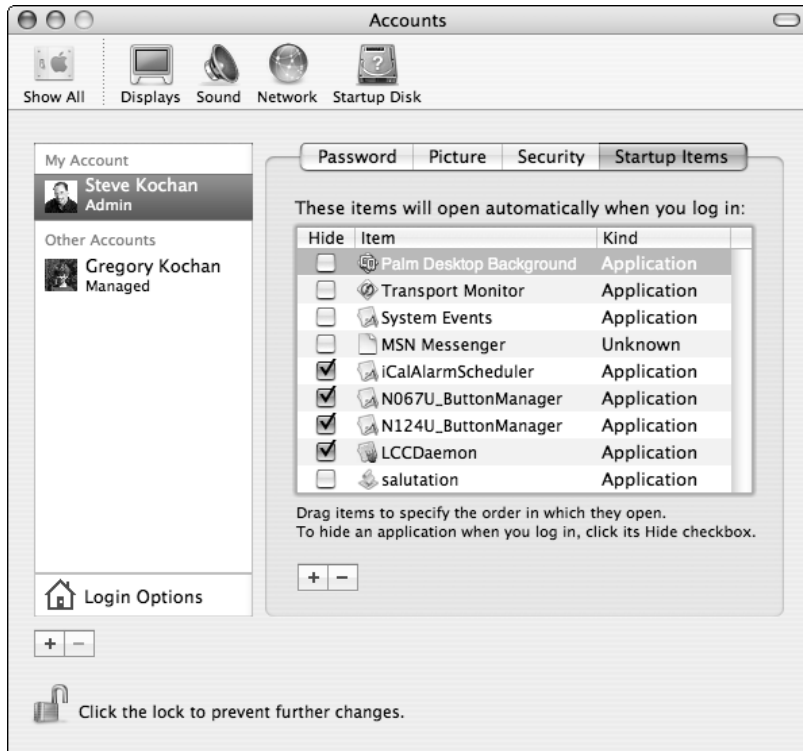 Accounts
Show All Displays Sound Network Startup Disk
My Account
Steve Kochan
Admin
Other Accounts
Gregory Kochan
Managed
Login Options
Password Picture Security Startup Items
These items will open automatically when you log in:
Hide Item Kind
Palm Desktop Background Application
Transport Monitor Application
System Events Application
MSN Messenger Unknown
iCalAlarmScheduler Application
N067U_ButtonManager Application
N124U_ButtonManager Application
LCCDaemon Application
salutation Application
Drag items to specify the order in which they open.
To hide an application when you log in, click its Hide checkbox.
Click the lock to prevent further changes.